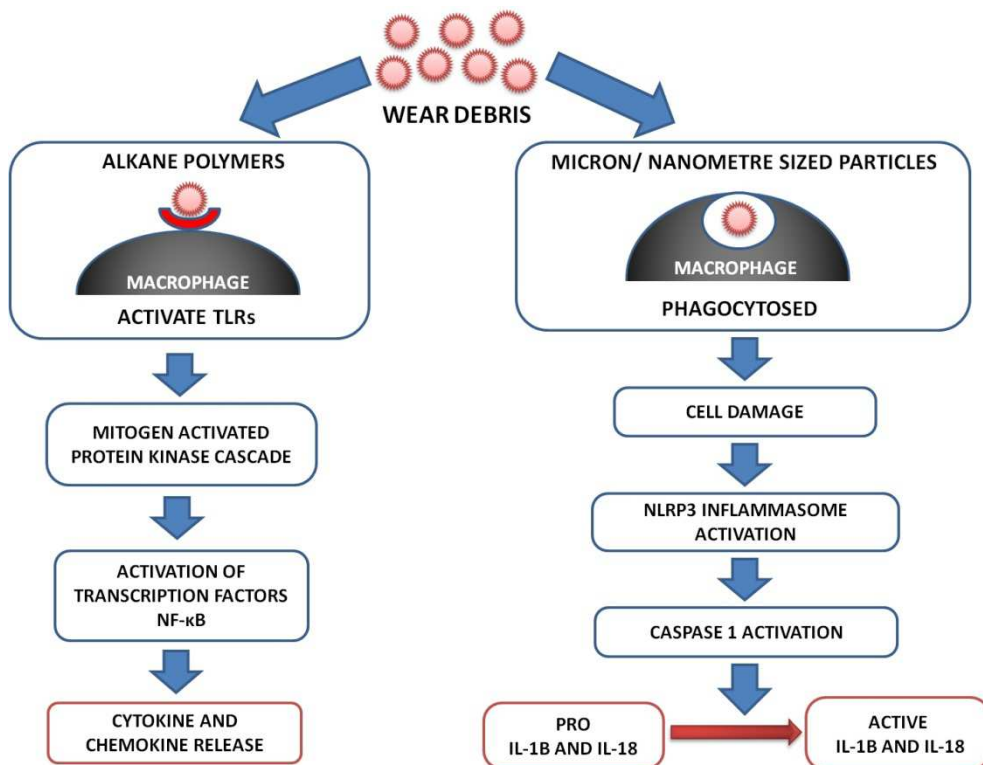 WEAR DEBRIS
ALKANE POLYMERS
MACROPHAGE
ACTIVATE TLRs
MITOGEN ACTIVATED
PROTEIN KINASE CASCADE
ACTIVATION OF
TRANSCRIPTION FACTORS
NF-κB
CYTOKINE AND
CHEMOKINE RELEASE
MICRON/ NANOMETRE SIZED PARTICLES
MACROPHAGE
PHAGOCYTOSED
CELL DAMAGE
NLRP3 INFLAMMASOME
ACTIVATION
CASPASE 1 ACTIVATION
PRO
IL-1B AND IL-18
ACTIVE
IL-1B AND IL-18